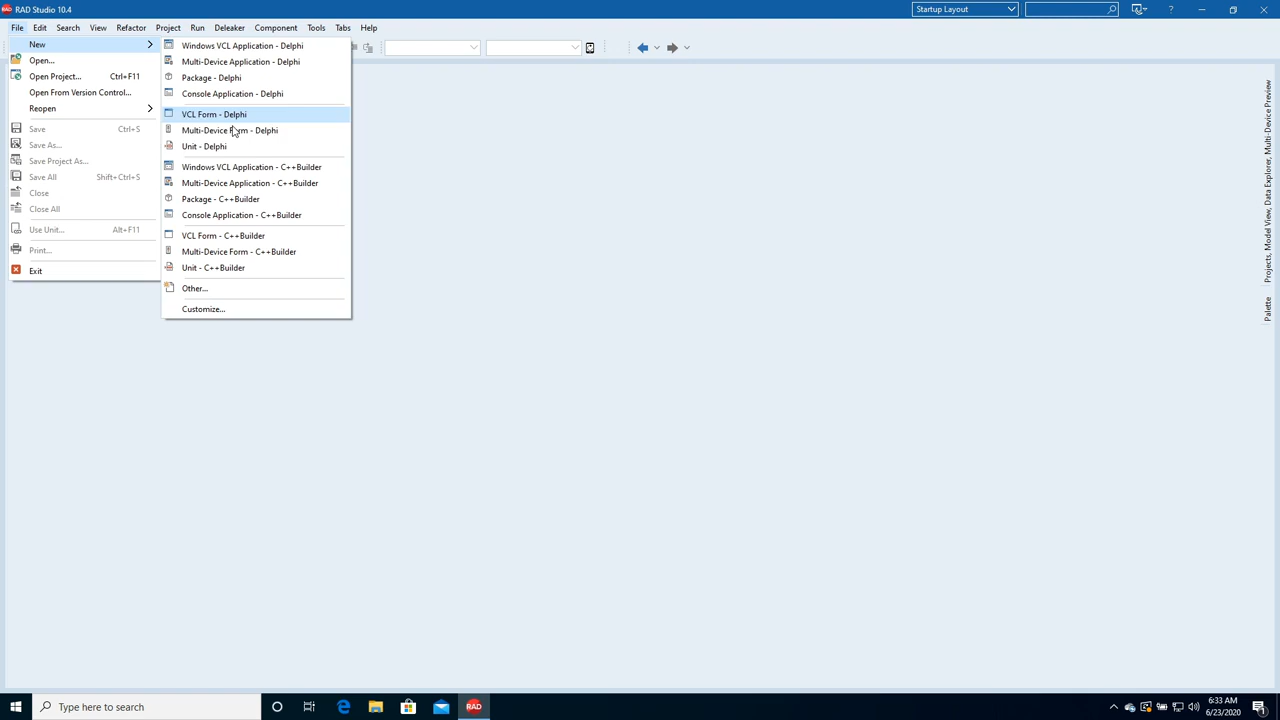 RAD Studio 10.4
Startup Layout
File Edit Search View Refactor Project Run Deleaker Component Tools Tabs Help
New
Open...
Open Project... Ctrl+F11
Open From Version Control...
Reopen
Save Ctrl+S
Save As...
Save Project As...
Save All Shift+Ctrl+S
Close
Close All
Use Unit... Alt+F11
Print...
Exit
Windows VCL Application - Delphi
Multi-Device Application - Delphi
Package - Delphi
Console Application - Delphi
VCL Form - Delphi
Multi-Device Form - Delphi
Unit - Delphi
Windows VCL Application - C++Builder
Multi-Device Application - C++Builder
Package - C++Builder
Console Application - C++Builder
VCL Form - C++Builder
Multi-Device Form - C++Builder
Unit - C++Builder
Other...
Customize...
Projects, Model View, Data Explorer, Multi-Device Preview
Palette
Type here to search
RAD
6:33 AM
6/23/2020
1